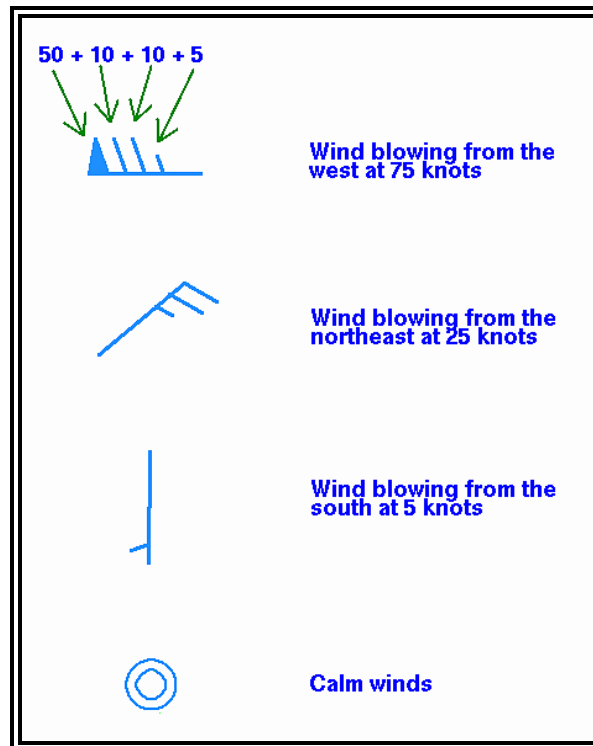 50 + 10 + 10 + 5
Wind blowing from the
west at 75 knots
Wind blowing from the
northeast at 25 knots
Wind blowing from the
south at 5 knots
Calm winds